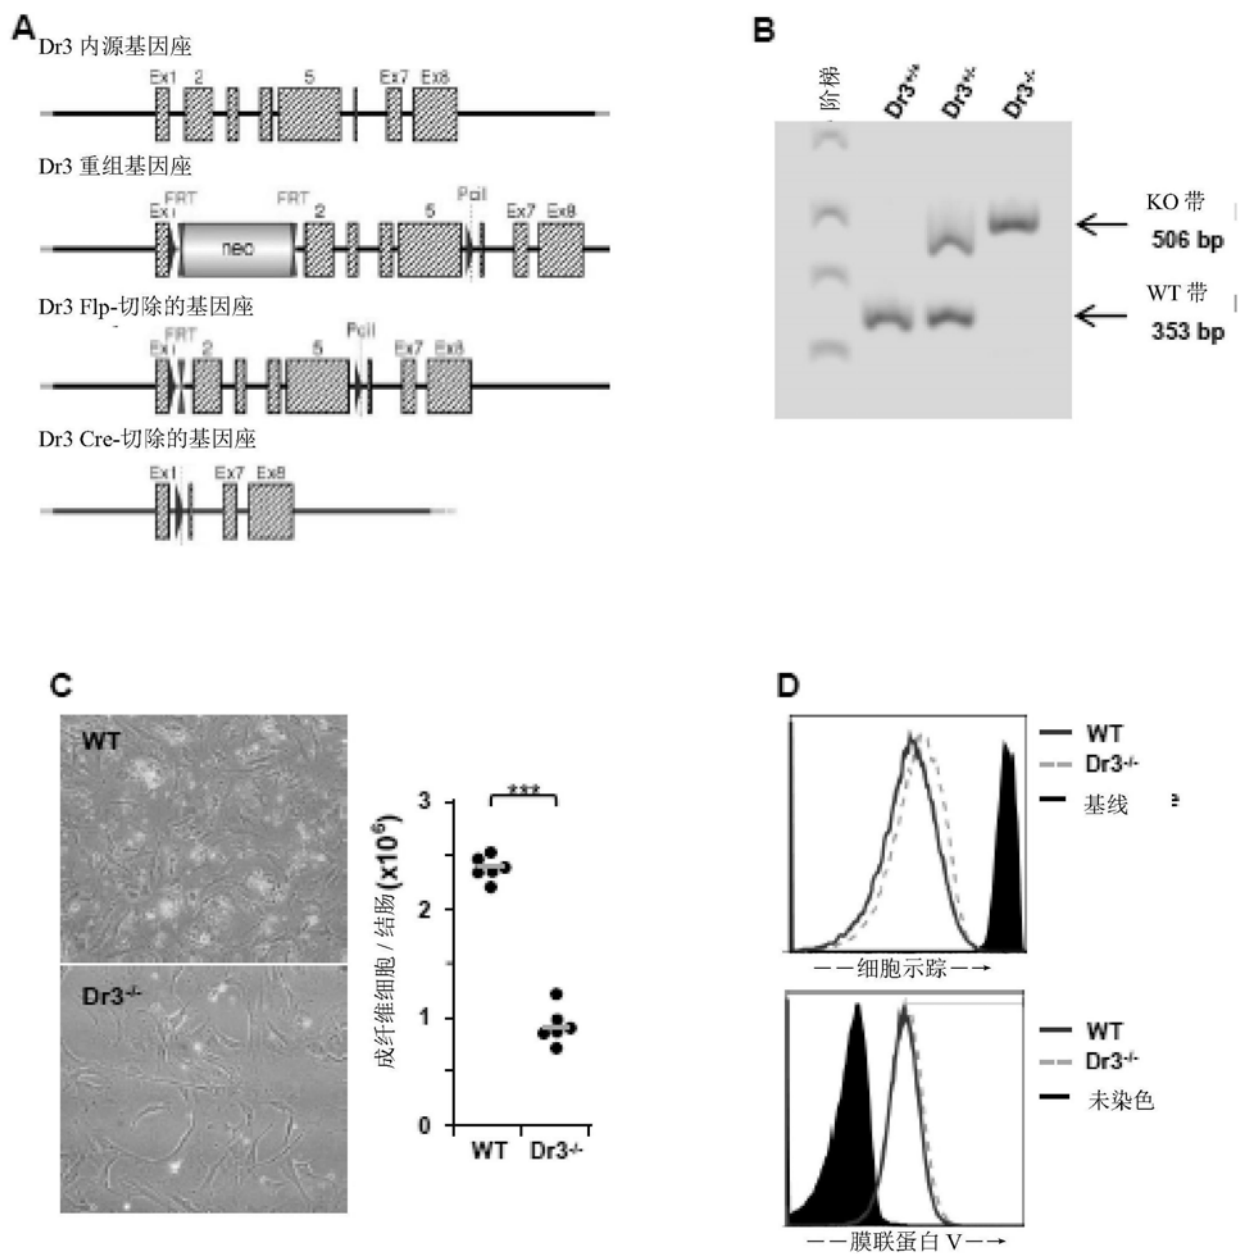 A
Dr3 内源基因座
Ex1 2 5 Ex7 Ex8
Dr3 重组基因座
FRT FRT PciI
Ex1 2 5 Ex7 Ex8
neo
Dr3 Flp-切除的基因座
FRT PciI
Ex1 2 5 Ex7 Ex8
Dr3 Cre-切除的基因座
Ex1 Ex7 Ex8
B
阶梯 Dr3+/+ Dr3+/- Dr3-/-
KO 带
506 bp
WT 带
353 bp
C
WT
Dr3-/-
成纤维细胞 / 结肠(x10⁶)
***
3
2
1
0
WT Dr3-/-
D
WT
Dr3-/-
基线
e
——细胞示踪—→
WT
Dr3-/-
未染色
——膜联蛋白 V—→